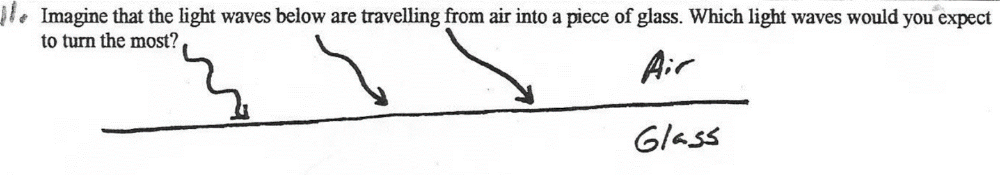 11. Imagine that the light waves below are travelling from air into a piece of glass. Which light waves would you expect
to turn the most?
Air
Glass